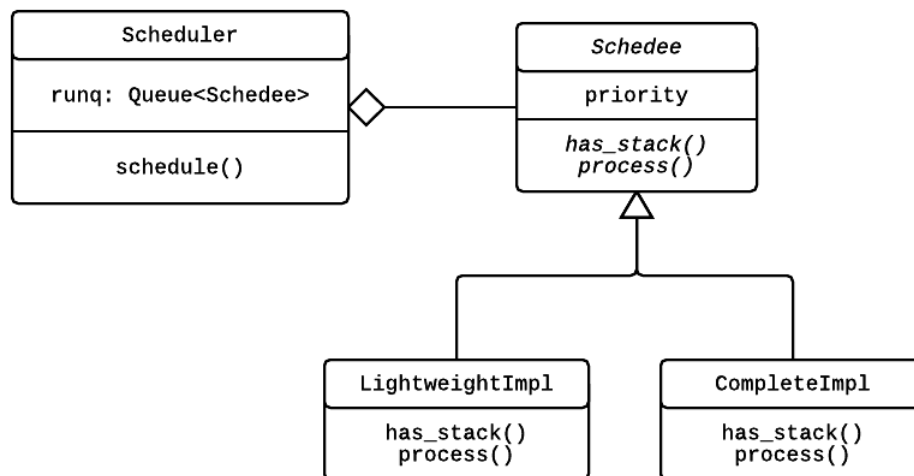 Scheduler
runq: Queue<Schedee>
schedule()
Schedee
priority
has_stack()
process()
LightweightImpl
has_stack()
process()
CompleteImpl
has_stack()
process()